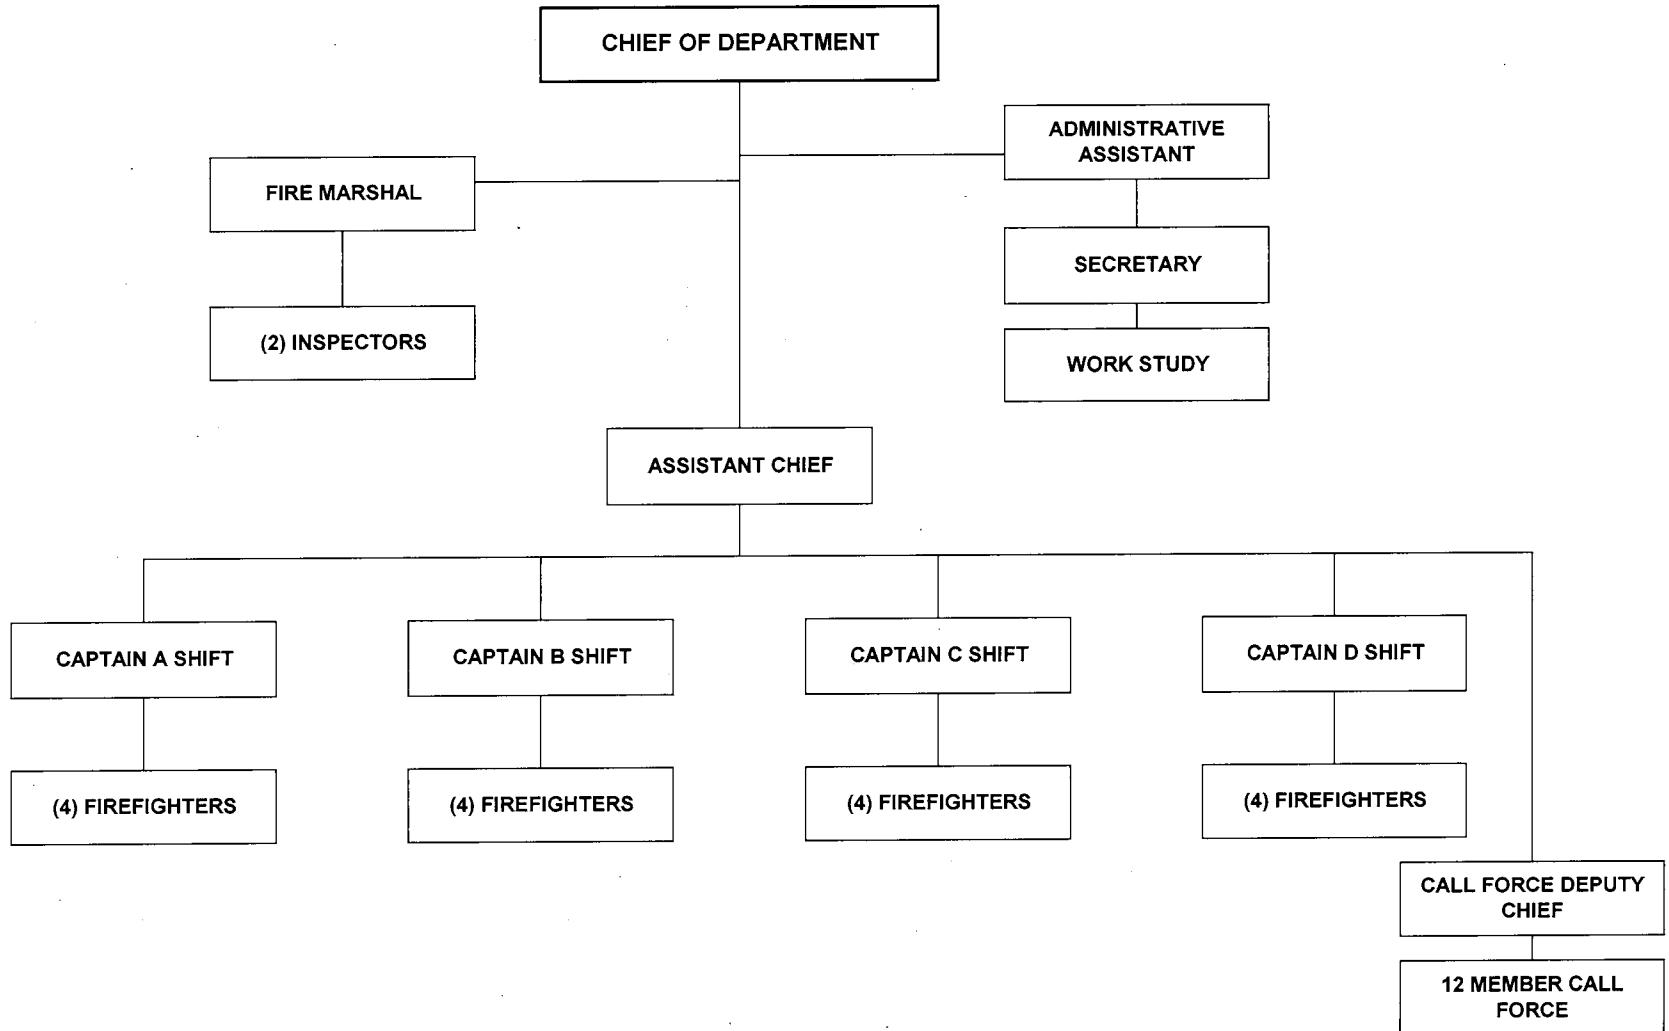 CHIEF OF DEPARTMENT
ADMINISTRATIVE
ASSISTANT
FIRE MARSHAL
SECRETARY
(2) INSPECTORS
WORK STUDY
ASSISTANT CHIEF
CAPTAIN A SHIFT
CAPTAIN B SHIFT
CAPTAIN C SHIFT
CAPTAIN D SHIFT
(4) FIREFIGHTERS
(4) FIREFIGHTERS
(4) FIREFIGHTERS
(4) FIREFIGHTERS
CALL FORCE DEPUTY
CHIEF
12 MEMBER CALL
FORCE